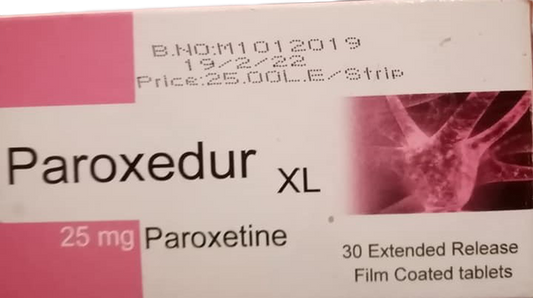 B.NO:M1012019
19/2/22
Price:25.00L.E/Strip
Paroxedur XL
25 mg Paroxetine
30 Extended Release
Film Coated tablets